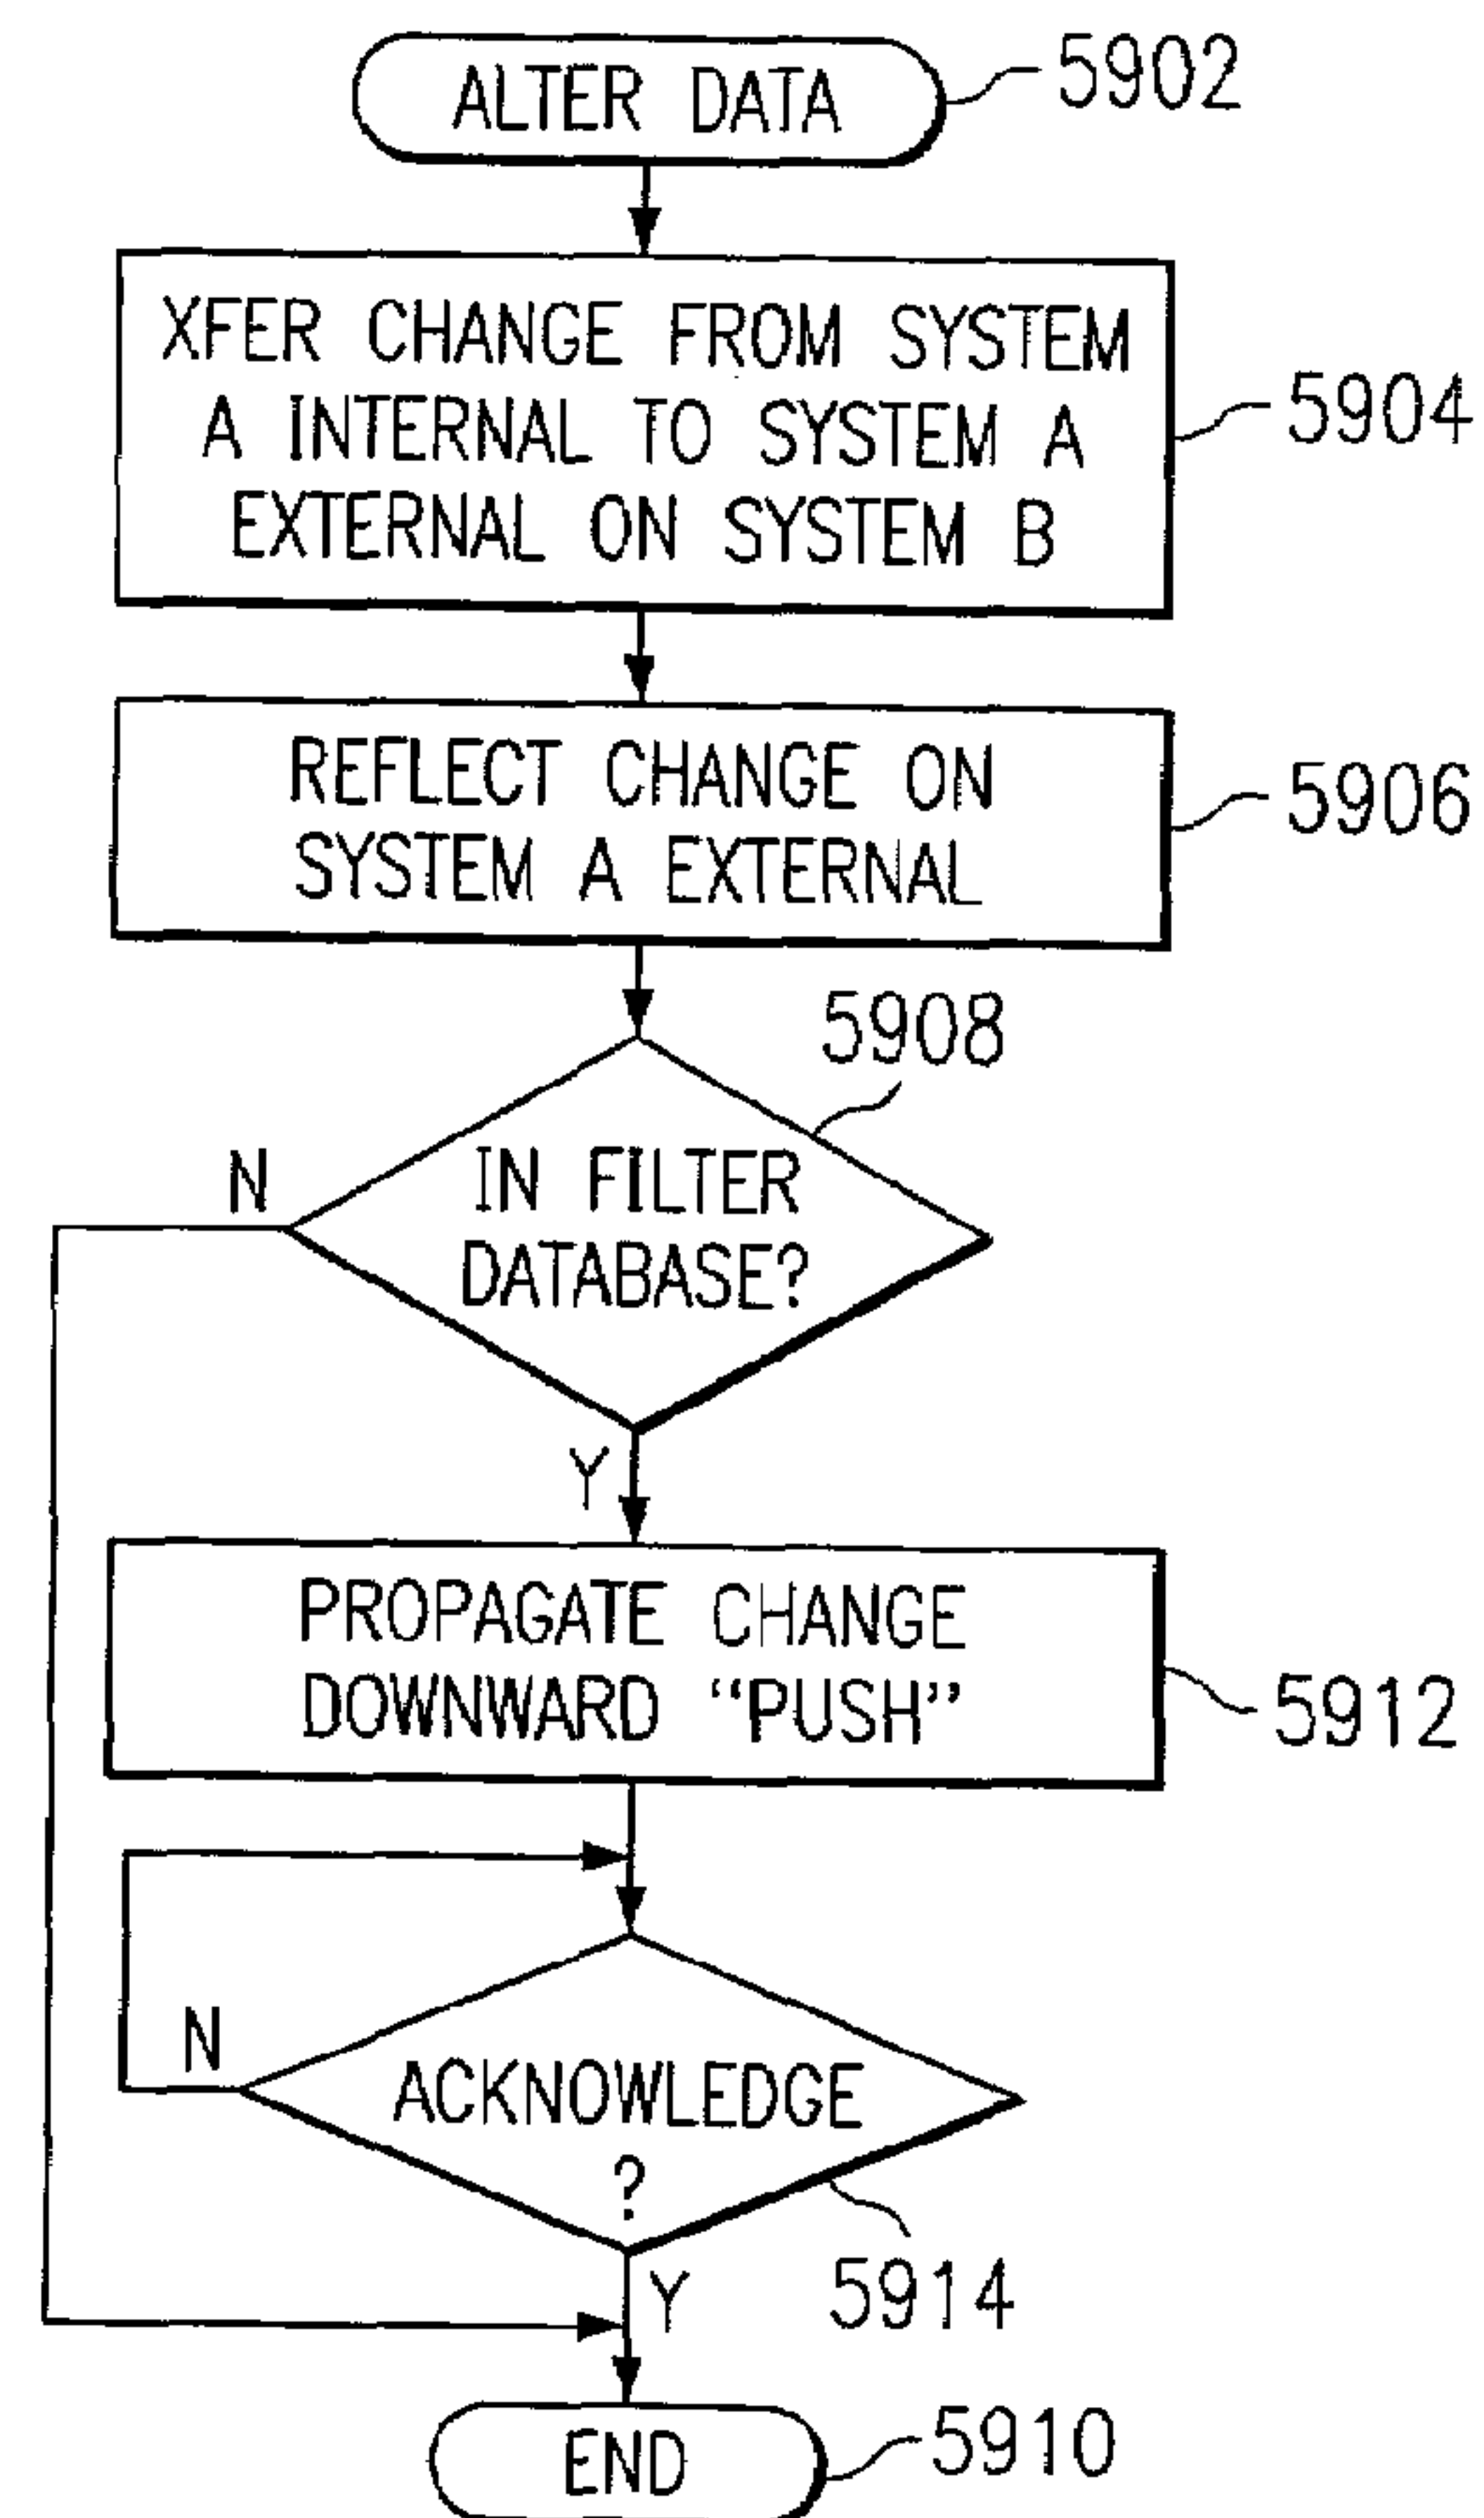 ALTER DATA
5902
XFER CHANGE FROM SYSTEM
A INTERNAL TO SYSTEM A
EXTERNAL ON SYSTEM B
5904
REFLECT CHANGE ON
SYSTEM A EXTERNAL
5906
5908
N
IN FILTER
DATABASE?
Y
PROPAGATE CHANGE
DOWNWARD “PUSH”
5912
N
ACKNOWLEDGE
?
Y
5914
END
5910